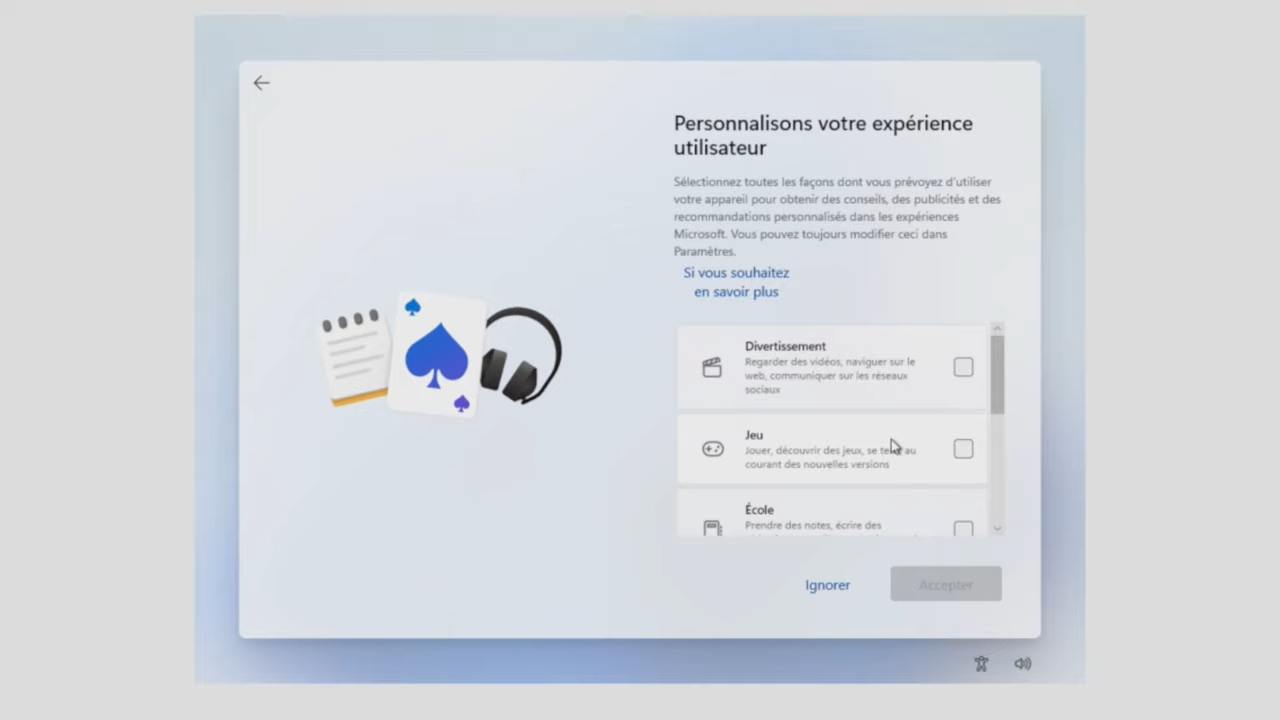 Personnalisons votre expérience
utilisateur
Sélectionnez toutes les façons dont vous prévoyez d'utiliser
votre appareil pour obtenir des conseils, des publicités et des
recommandations personnalisés dans les expériences
Microsoft. Vous pouvez toujours modifier ceci dans
Paramètres.
Si vous souhaitez
en savoir plus
Divertissement
Regarder des vidéos, naviguer sur le
web, communiquer sur les réseaux
sociaux
Jeu
Jouer, découvrir des jeux, se au
courant des nouvelles versions
École
Prendre des notes, écrire des
Ignorer
Accepter